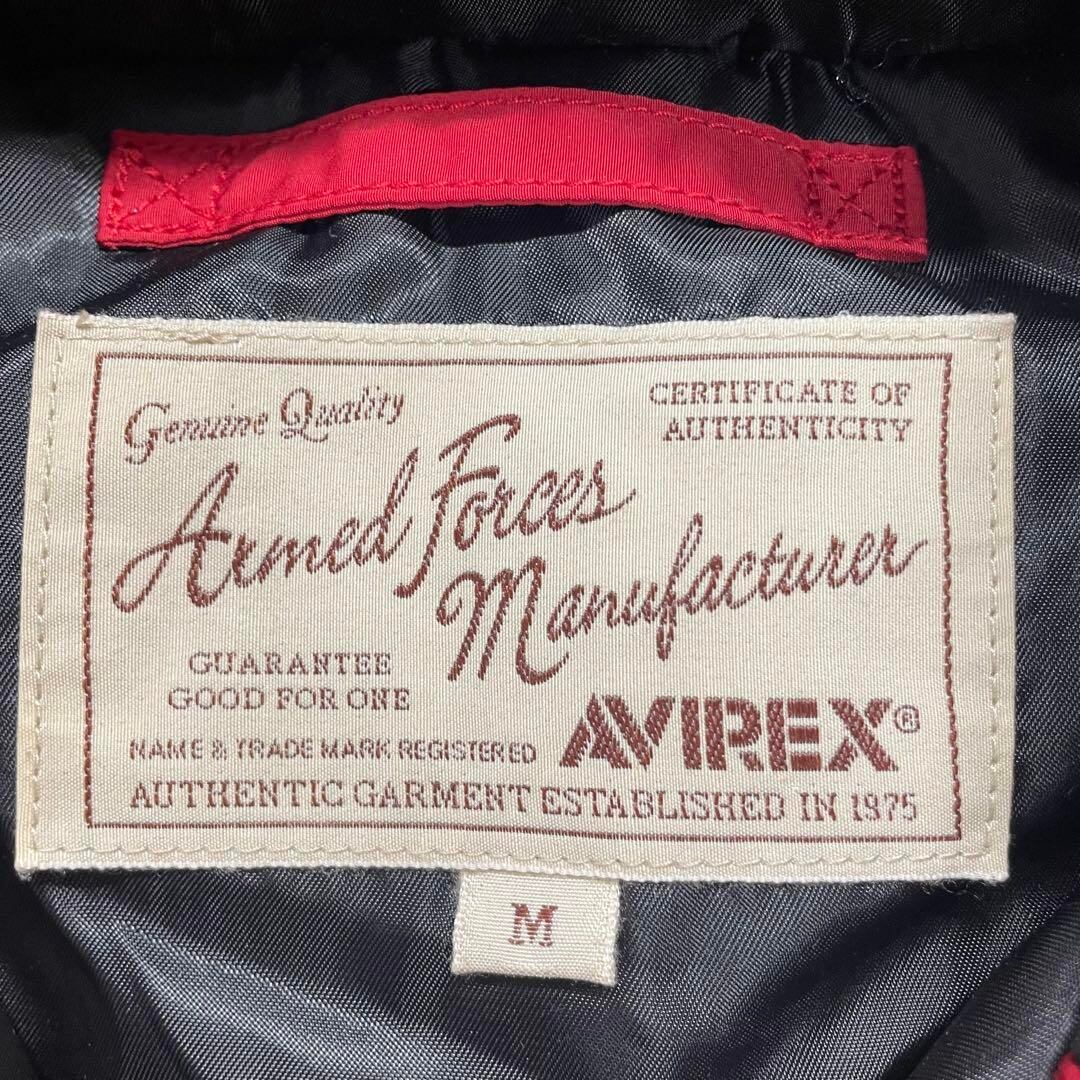 Genuine Quality
CERTIFICATE OF
AUTHENTICITY
Armed Forces
Manufacturer
GUARANTEE
GOOD FOR ONE
NAME & TRADE MARK REGISTERED
AVIREX®
AUTHENTIC GARMENT ESTABLISHED IN 1975
M